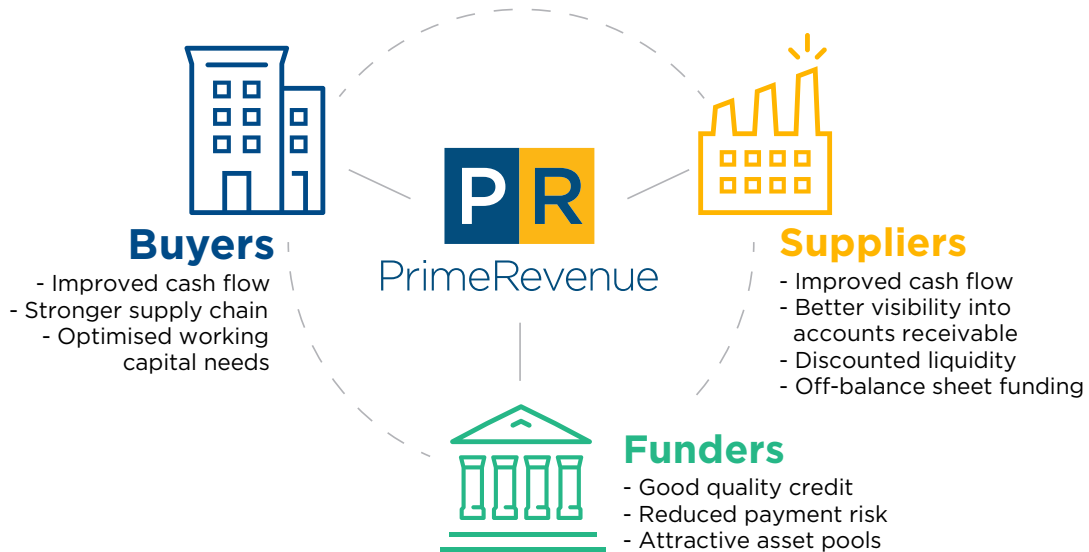 PR
PrimeRevenue
Buyers
- Improved cash flow
- Stronger supply chain
- Optimised working
capital needs
Suppliers
- Improved cash flow
- Better visibility into
accounts receivable
- Discounted liquidity
- Off-balance sheet funding
Funders
- Good quality credit
- Reduced payment risk
- Attractive asset pools